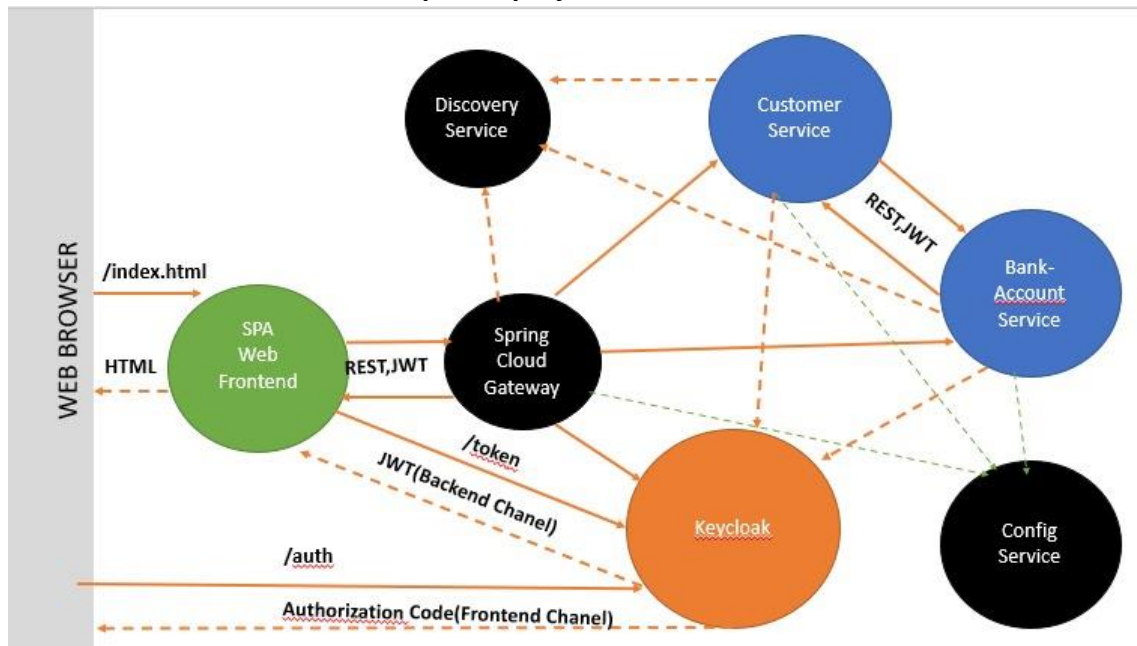 Discovery
Service
Customer
Service
REST,JWT
Bank-
Account
Service
WEB BROWSER
/index.html
HTML
SPA
Web
Frontend
REST,JWT
Spring
Cloud
Gateway
/token
JWT(Backend Chanel)
Keycloak
Config
Service
/auth
Authorization Code(Frontend Chanel)